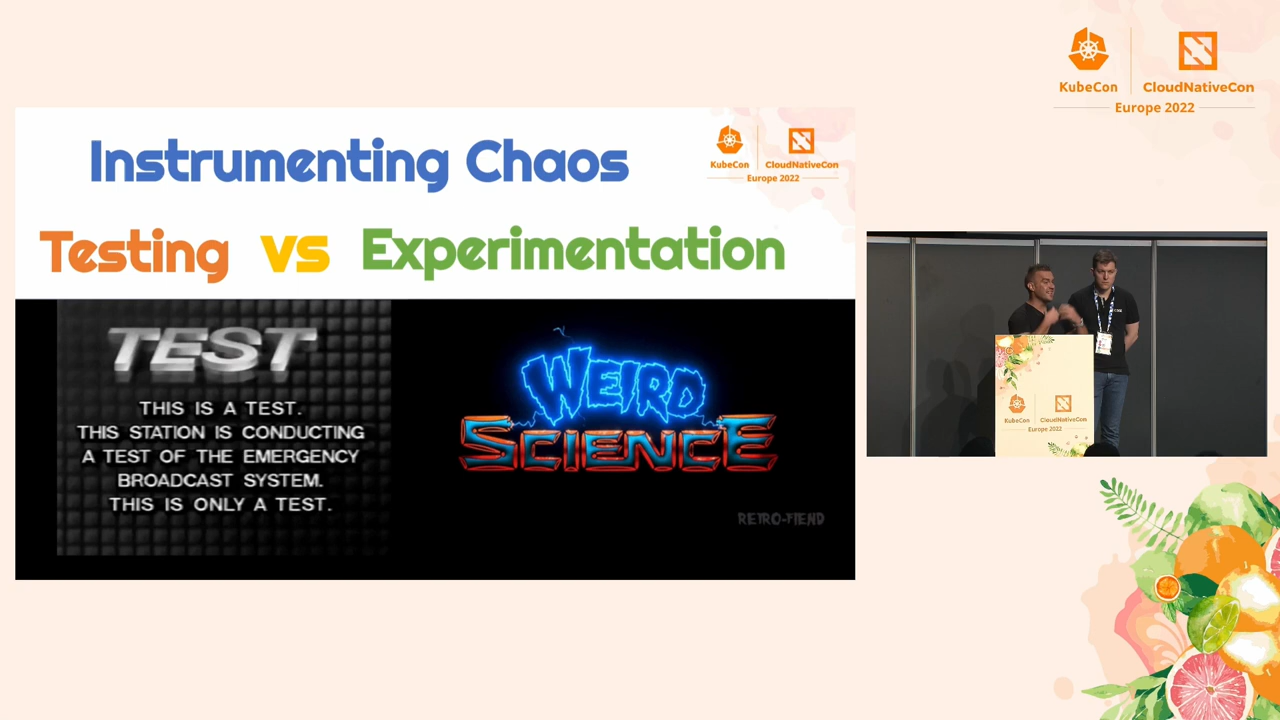 KubeCon
CloudNativeCon
Europe 2022
Instrumenting Chaos
KubeCon
CloudNativeCon
Europe 2022
Testing vs Experimentation
TEST
THIS IS A TEST.
THIS STATION IS CONDUCTING
A TEST OF THE EMERGENCY
BROADCAST SYSTEM.
THIS IS ONLY A TEST.
WEIRD
SCIENCE
RETRO-FIEND
KubeCon
CloudNativeCon
Europe 2022